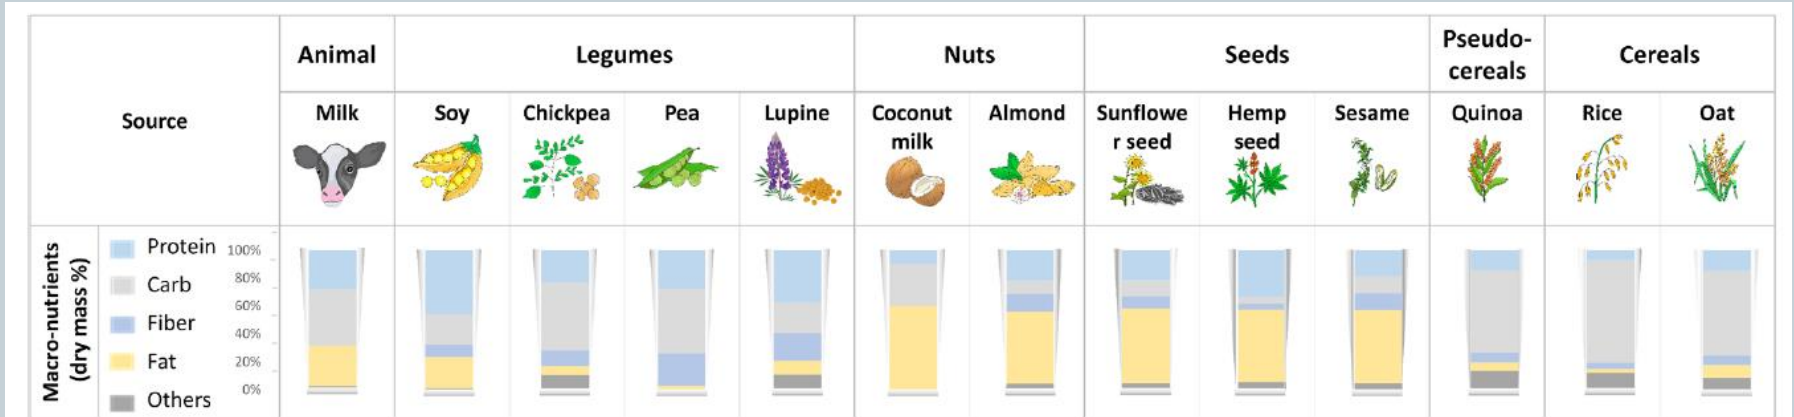 Source
Animal
Legumes
Nuts
Seeds
Pseudo-
cereals
Cereals
Milk
Soy
Chickpea
Pea
Lupine
Coconut
milk
Almond
Sunflowe
r seed
Hemp
seed
Sesame
Quinoa
Rice
Oat
Macro-nutrients
(dry mass %)
Protein
Carb
Fiber
Fat
Others
100%
80%
60%
40%
20%
0%